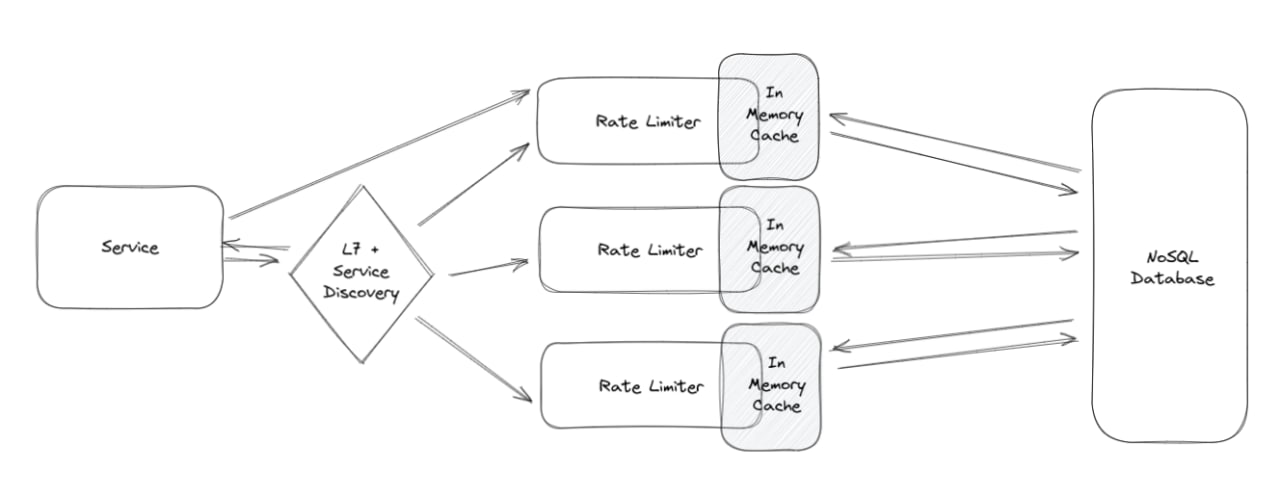 Service
L7 +
Service
Discovery
Rate Limiter
In
Memory
Cache
Rate Limiter
In
Memory
Cache
Rate Limiter
In
Memory
Cache
NoSQL
Database